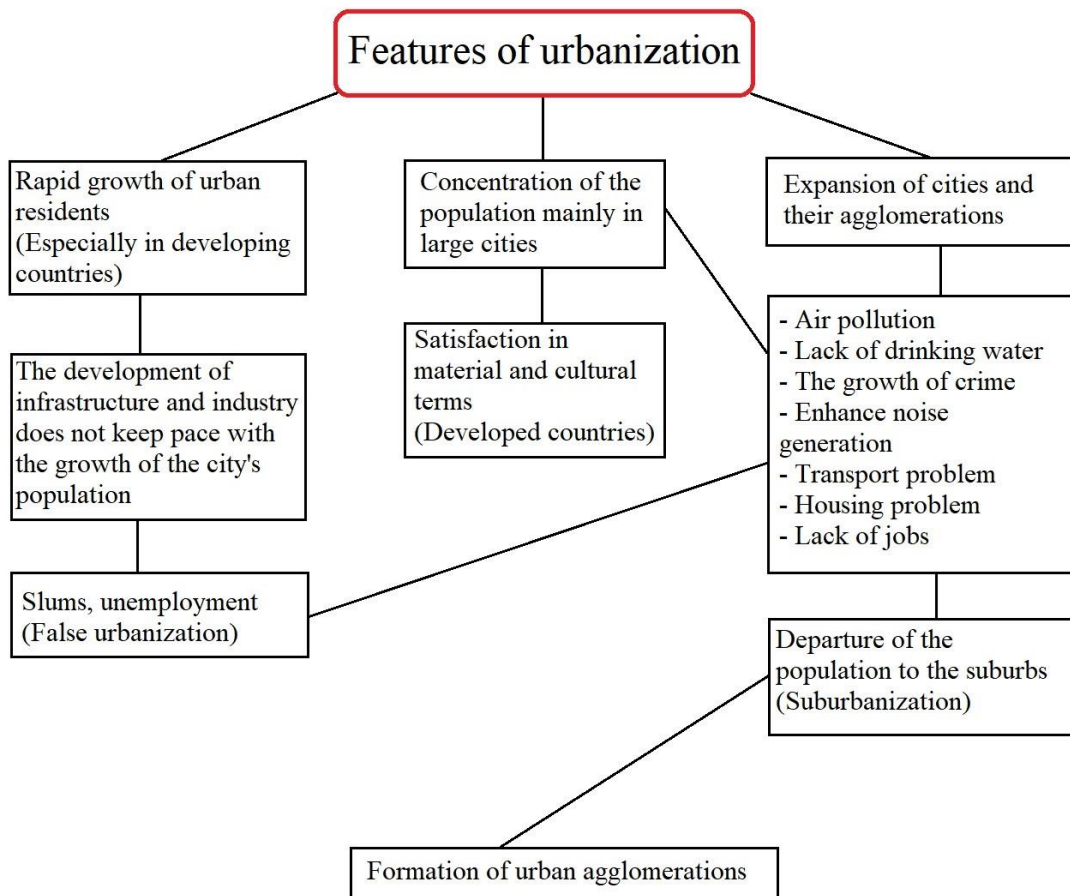 Features of urbanization
Rapid growth of urban
residents
(Especially in developing
countries)
Concentration of the
population mainly in
large cities
Expansion of cities and
their agglomerations
The development of
infrastructure and industry
does not keep pace with
the growth of the city's
population
Satisfaction in
material and cultural
terms
(Developed countries)
- Air pollution
- Lack of drinking water
- The growth of crime
- Enhance noise
generation
- Transport problem
- Housing problem
- Lack of jobs
Slums, unemployment
(False urbanization)
Departure of the
population to the suburbs
(Suburbanization)
Formation of urban agglomerations